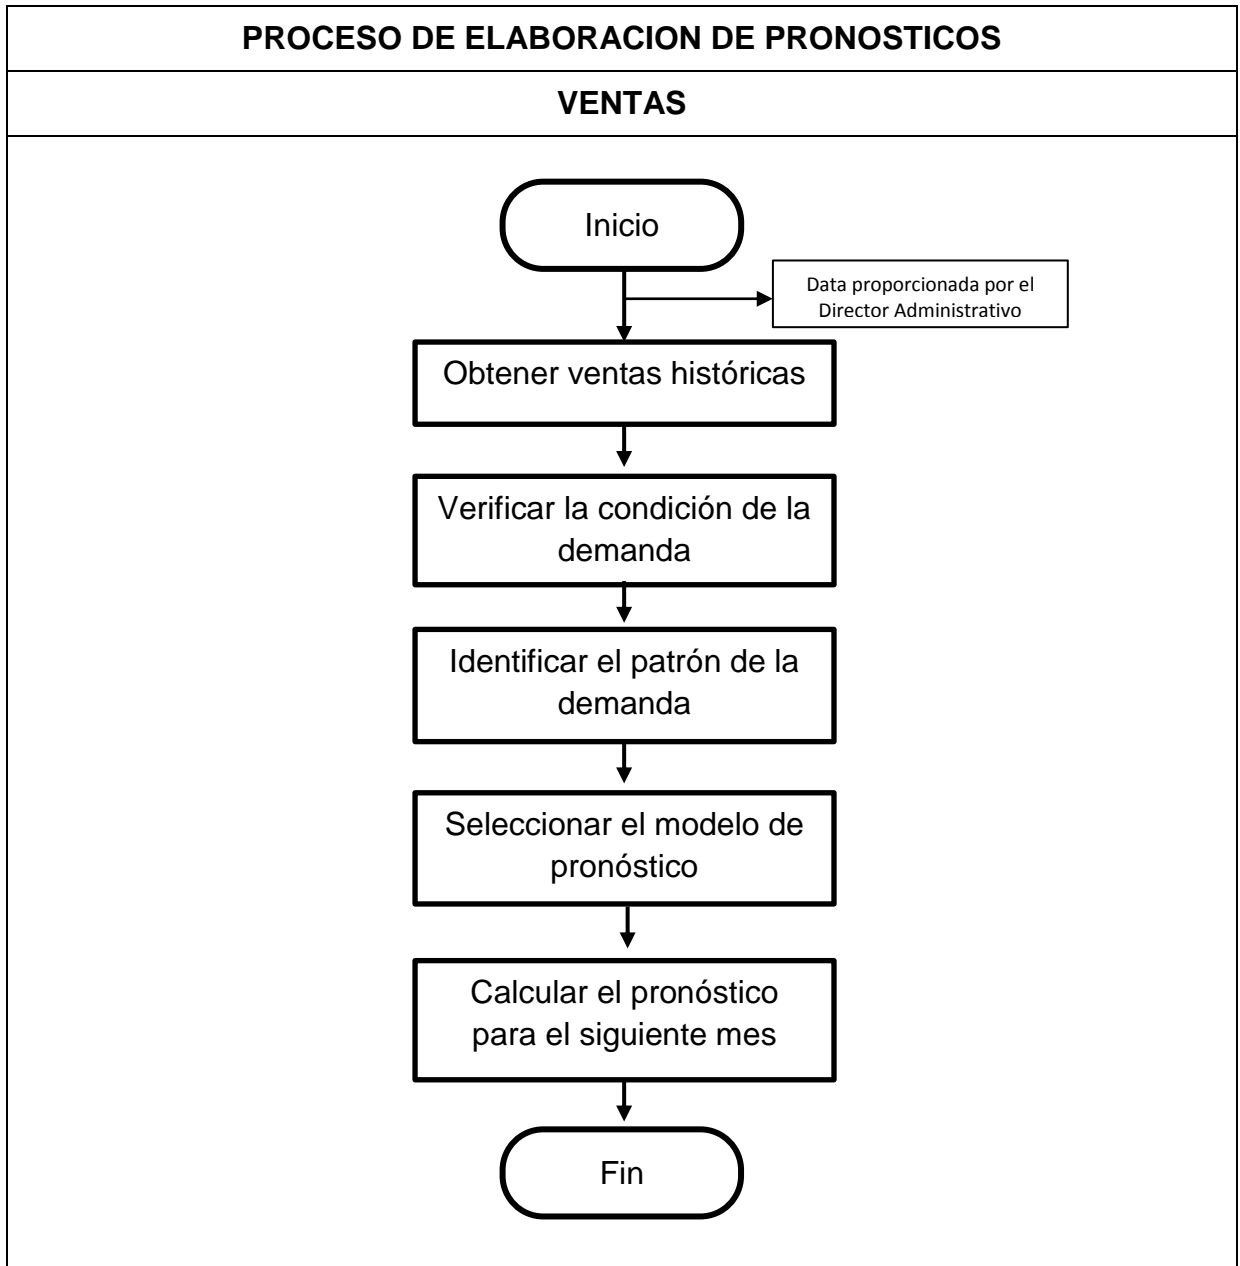 PROCESO DE ELABORACION DE PRONOSTICOS
VENTAS
Inicio
Data proporcionada por el
Director Administrativo
Obtener ventas históricas
Verificar la condición de la
demanda
Identificar el patrón de la
demanda
Seleccionar el modelo de
pronóstico
Calcular el pronóstico
para el siguiente mes
Fin